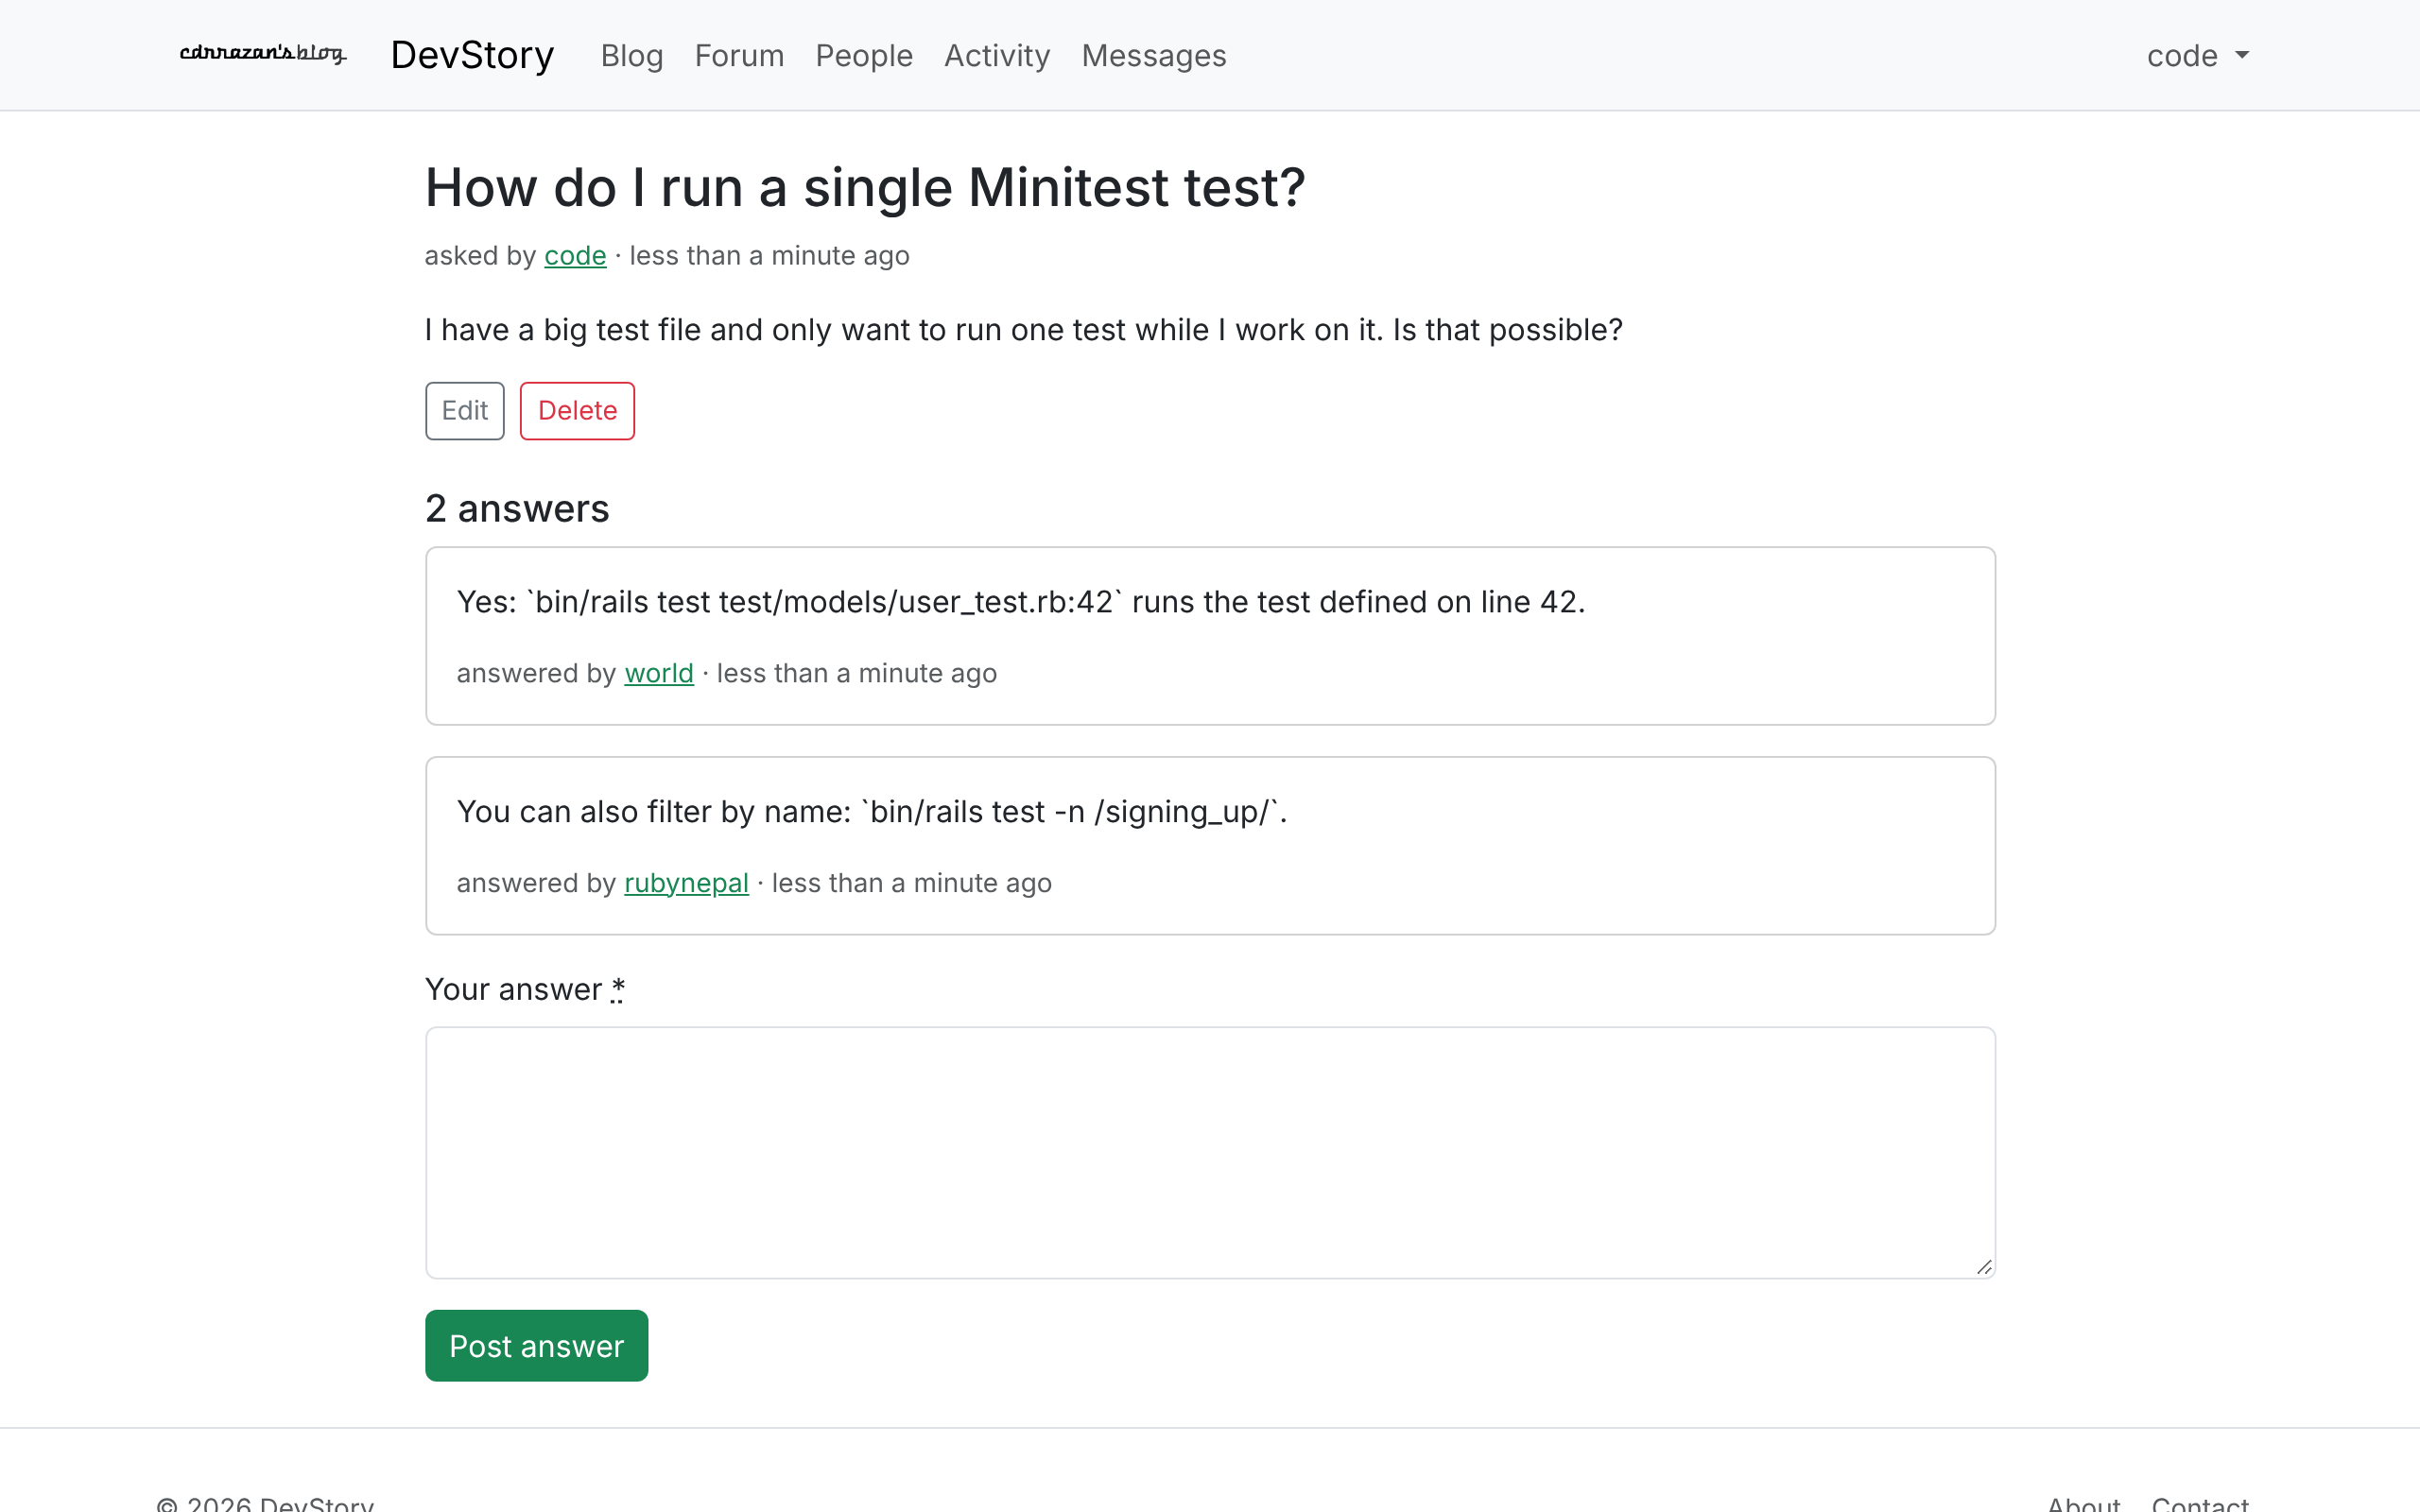 cdrrazan's blog DevStory Blog Forum People Activity Messages code
How do I run a single Minitest test?
asked by code · less than a minute ago
I have a big test file and only want to run one test while I work on it. Is that possible?
Edit Delete
2 answers
Yes: `bin/rails test test/models/user_test.rb:42` runs the test defined on line 42.
answered by world · less than a minute ago
You can also filter by name: `bin/rails test -n /signing_up/`.
answered by rubynepal · less than a minute ago
Your answer *
Post answer
© 2026 DevStory About Contact